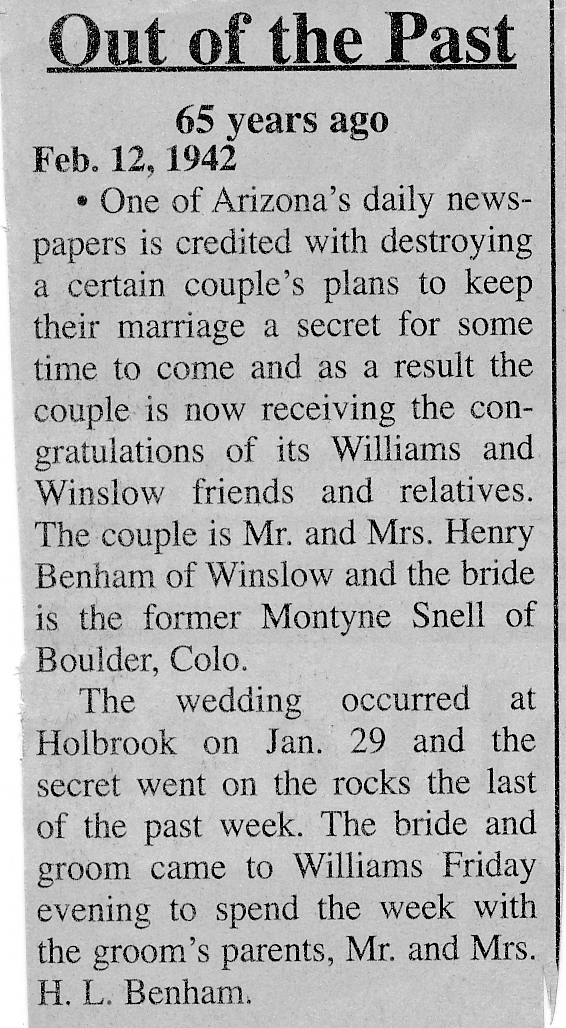 Out of the Past
65 years ago
Feb. 12, 1942
• One of Arizona's daily news-
papers is credited with destroying
a certain couple's plans to keep
their marriage a secret for some
time to come and as a result the
couple is now receiving the con-
gratulations of its Williams and
Winslow friends and relatives.
The couple is Mr. and Mrs. Henry
Benham of Winslow and the bride
is the former Montyne Snell of
Boulder, Colo.
The wedding occurred at
Holbrook on Jan. 29 and the
secret went on the rocks the last
of the past week. The bride and
groom came to Williams Friday
evening to spend the week with
the groom's parents, Mr. and Mrs.
H. L. Benham.